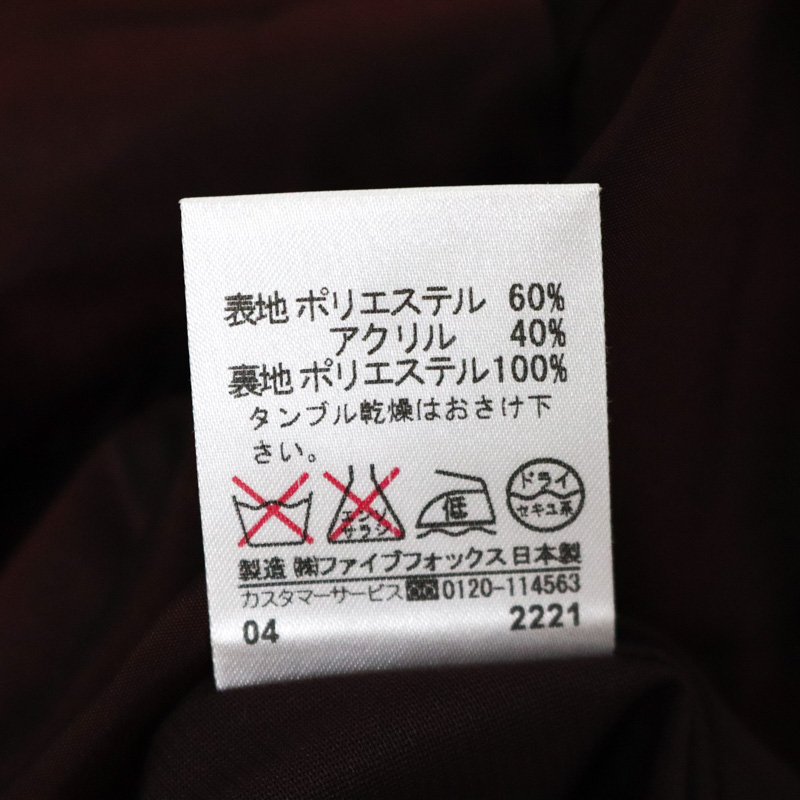 表地 ポリエステル 60%
アクリル 40%
裏地 ポリエステル100%
タンブル乾燥はおさけ下
さい。
エンソ
サラシ
低
ドライ
セキユ系
製造 ㈱ファイブフォックス 日本製
カスタマーサービス 0120-114563
04 2221